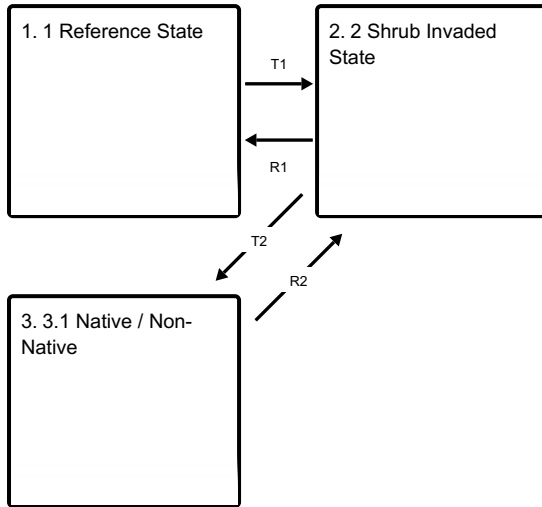 1. 1 Reference State
2. 2 Shrub Invaded
State
T1
R1
T2
R2
3. 3.1 Native / Non-
Native